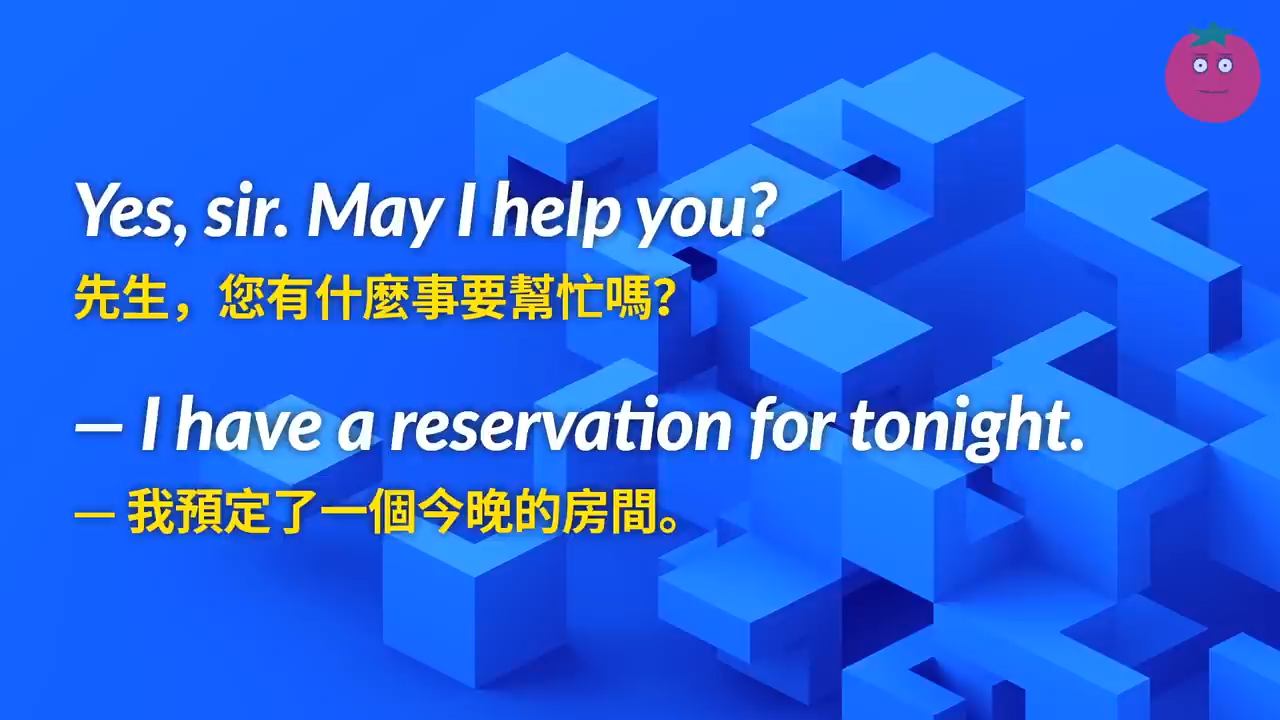 Yes, sir. May I help you?
先生，您有什麼事要幫忙嗎？
— I have a reservation for tonight.
— 我預定了一個今晚的房間。